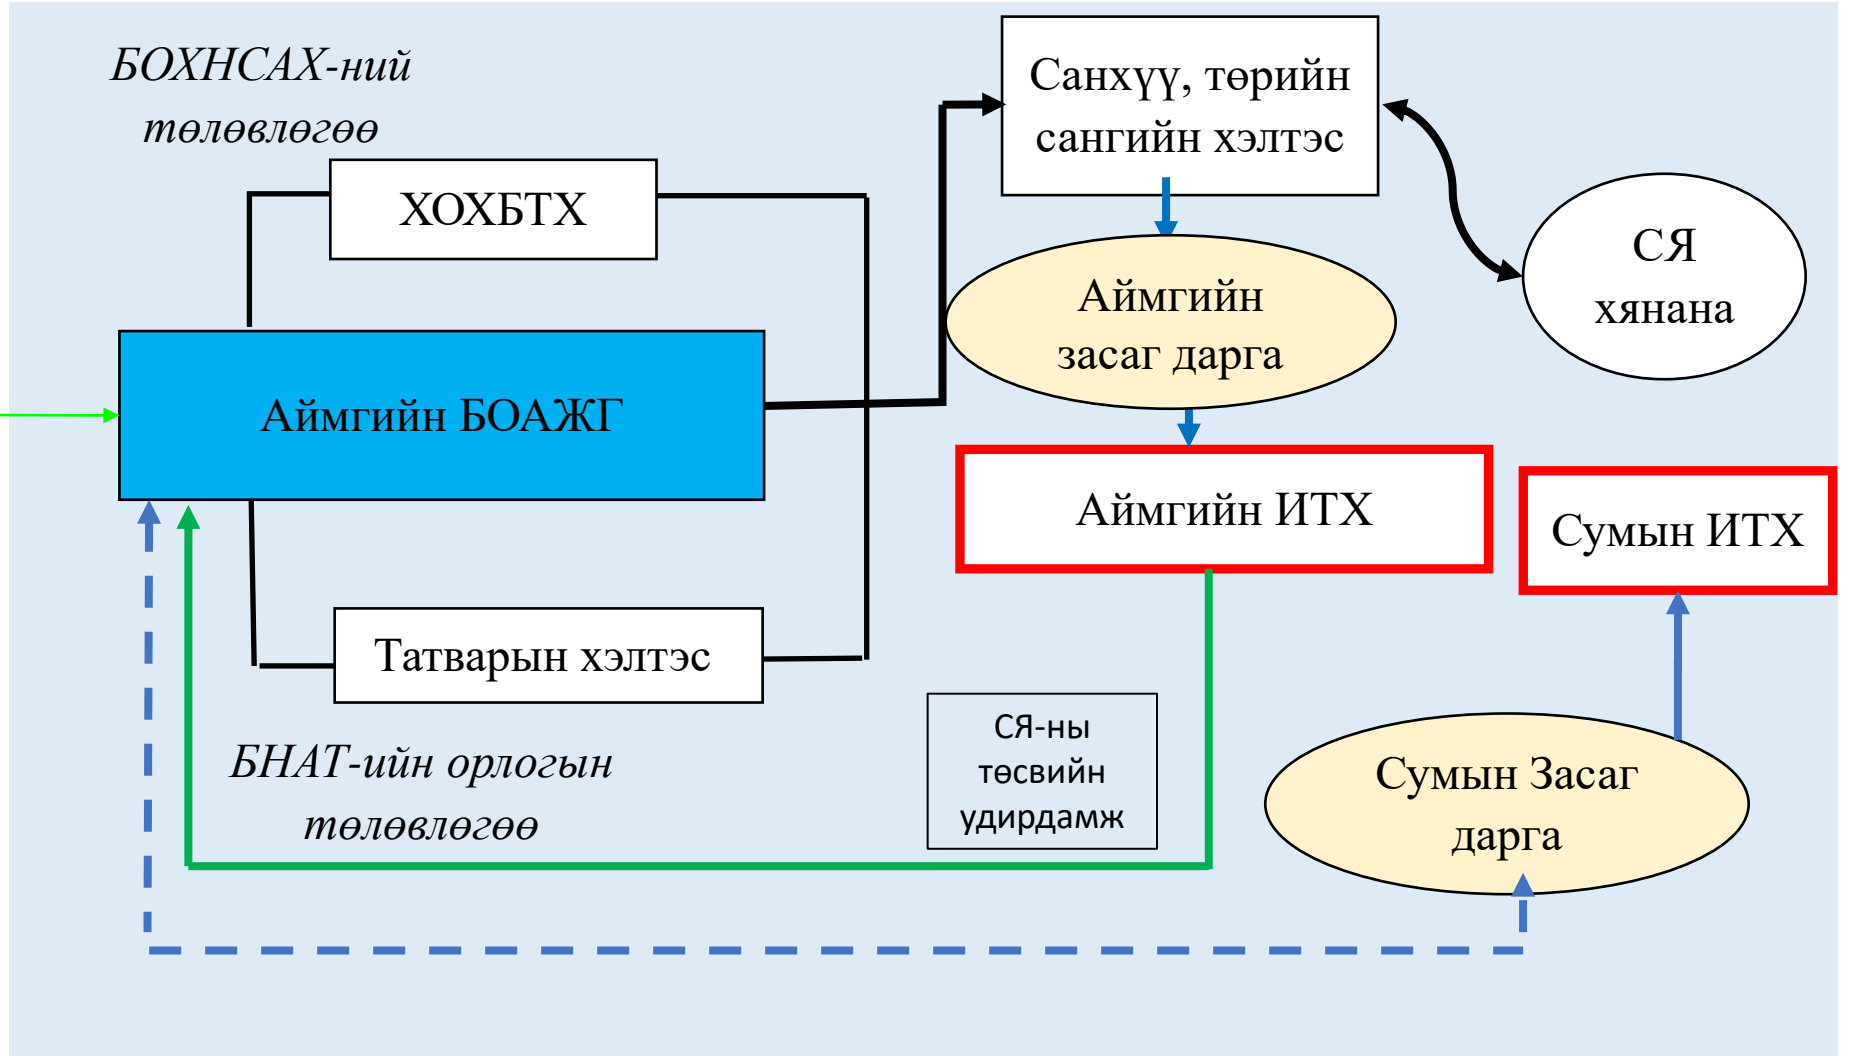 БОХНСАХ-ний
төлөвлөгөө
ХОХБТХ
Аймгийн БОАЖГ
Татварын хэлтэс
БНАТ-ийн орлогын
төлөвлөгөө
Санхүү, төрийн
сангийн хэлтэс
Аймгийн
засаг дарга
Аймгийн ИТХ
СЯ
хянана
Сумын ИТХ
СЯ-ны
төсвийн
удирдамж
Сумын Засаг
дарга